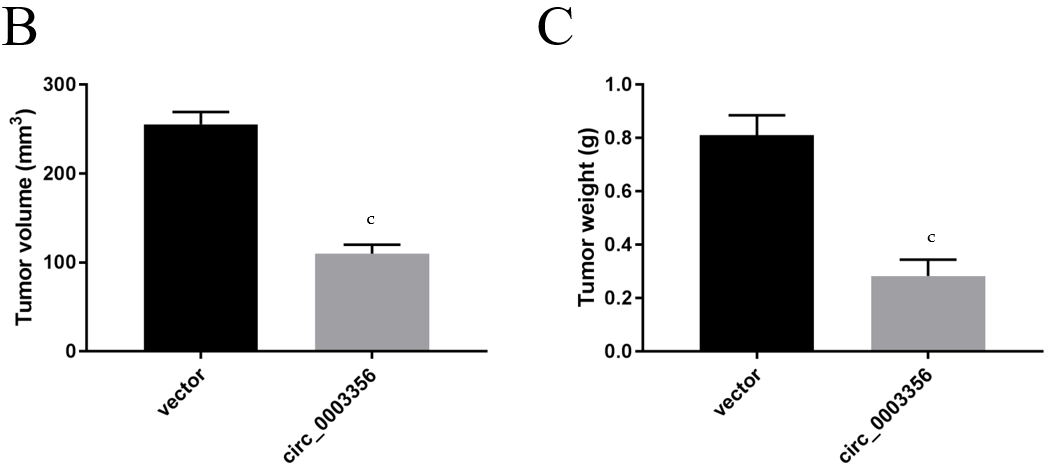 B
Tumor volume (mm³)
300
200
100
0
c
vector
circ_0003356
C
Tumor weight (g)
1.0
0.8
0.6
0.4
0.2
0.0
c
vector
circ_0003356